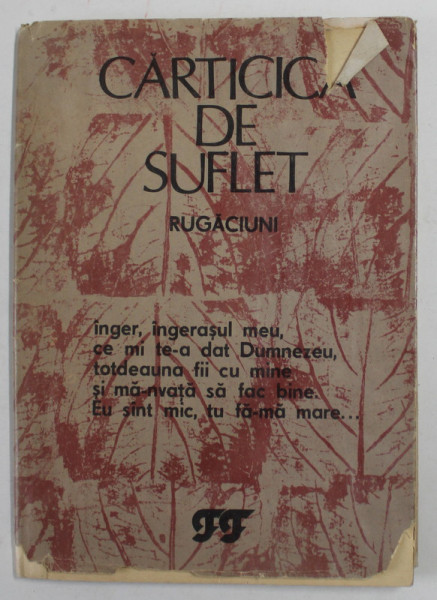 CĂRTICICA
DE
SUFLET
RUGĂCIUNI
înger, îngerașul meu,
ce mi te-a dat Dumnezeu,
totdeauna fii cu mine
și mă-nvață să fac bine.
Eu sînt mic, tu fă-mă mare...